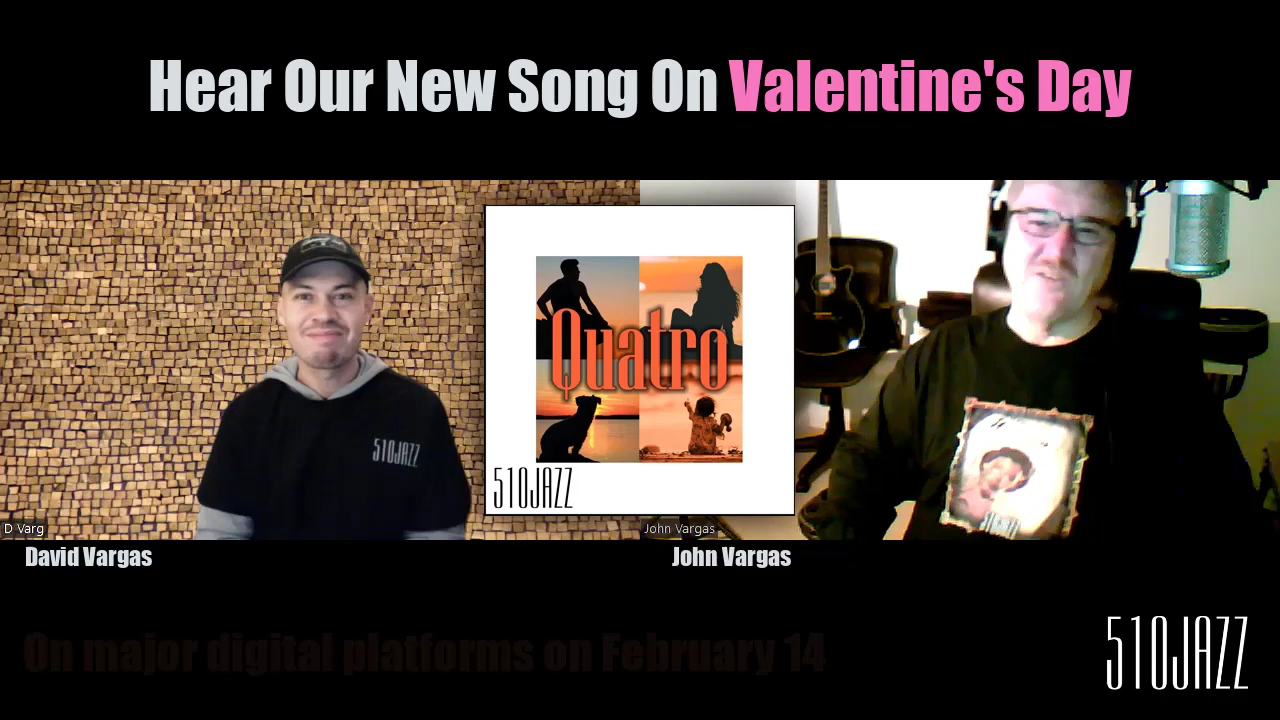 Hear Our New Song On Valentine's Day
Quatro
510JAZZ
510JAZZ
D Varg
John Vargas
David Vargas
John Vargas
On major digital platforms on February 14
510JAZZ